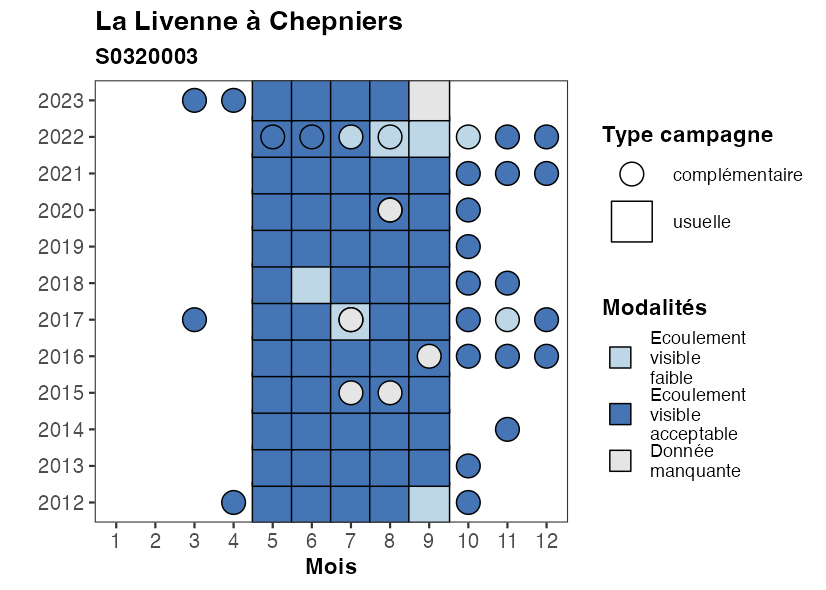 La Livenne à Chepniers
S0320003
2023
2022
2021
2020
2019
2018
2017
2016
2015
2014
2013
2012
1 2 3 4 5 6 7 8 9 10 11 12
Mois
Type campagne
complémentaire
usuelle
Modalités
Ecoulement
visible
faible
Ecoulement
visible
acceptable
Donnée
manquante